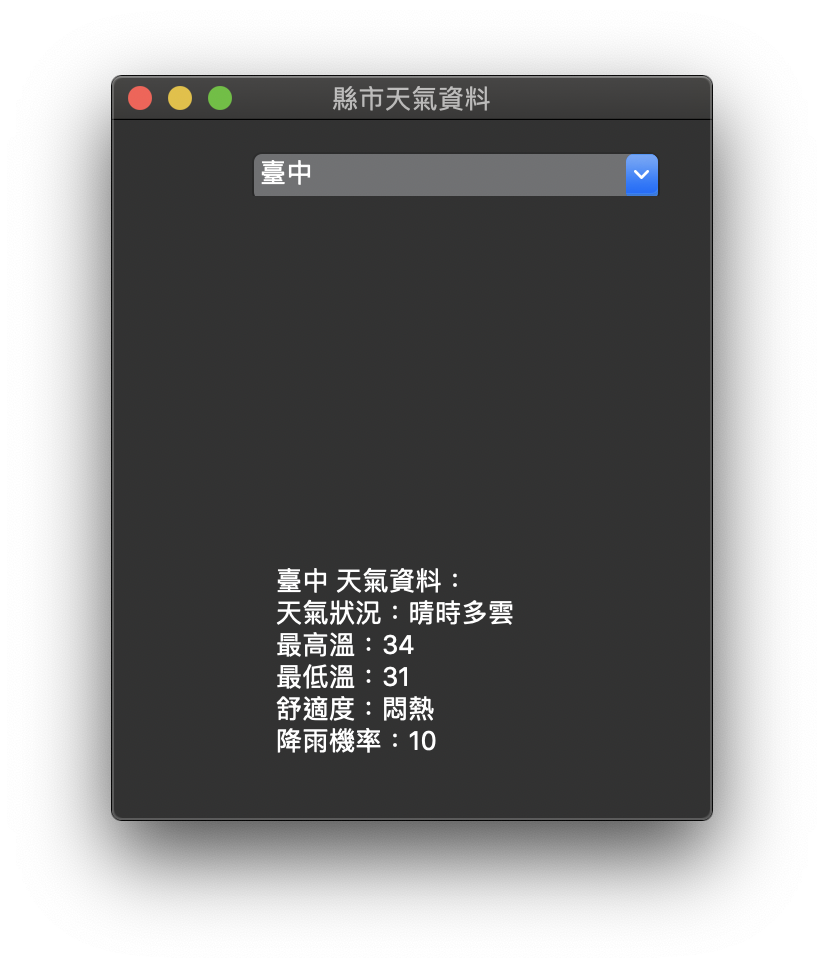 縣市天氣資料
臺中
臺中 天氣資料：
天氣狀況：晴時多雲
最高溫：34
最低溫：31
舒適度：悶熱
降雨機率：10